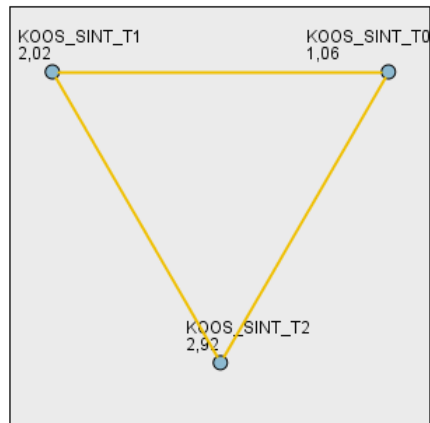 KOOS_SINT_T1
2,02
KOOS_SINT_T0
1,06
KOOS_SINT_T2
2,92